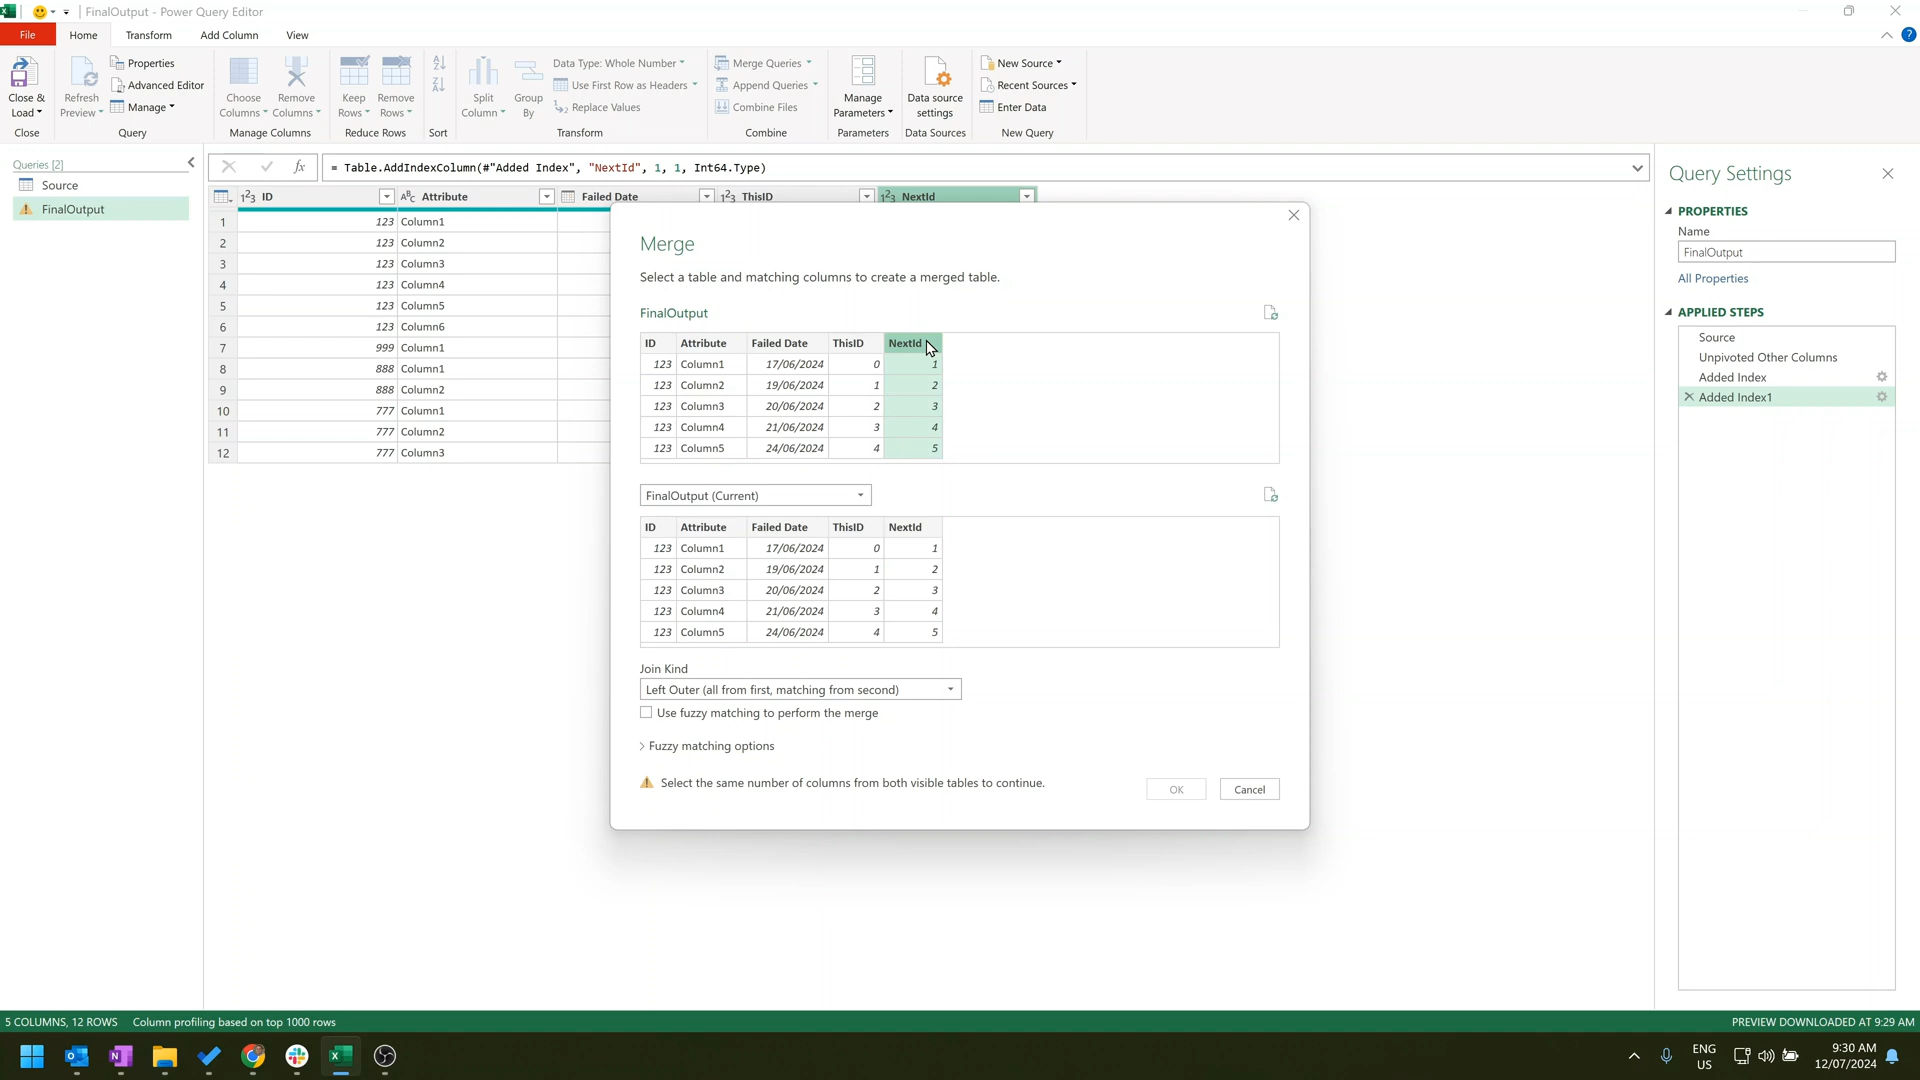 FinalOutput - Power Query Editor
File
Home
Transform
Add Column
View
Close & Load
Close
Refresh Preview
Properties
Advanced Editor
Manage
Query
Choose Columns
Remove Columns
Manage Columns
Keep Rows
Remove Rows
Reduce Rows
Sort
Split Column
Group By
Data Type: Whole Number
Use First Row as Headers
Replace Values
Transform
Merge Queries
Append Queries
Combine Files
Combine
Manage Parameters
Parameters
Data source settings
Data Sources
New Source
Recent Sources
Enter Data
New Query
Queries [2]
Source
FinalOutput
= Table.AddIndexColumn(#"Added Index", "NextId", 1, 1, Int64.Type)
ID Attribute Failed Date ThisID NextId
1 123 Column1
2 123 Column2
3 123 Column3
4 123 Column4
5 123 Column5
6 123 Column6
7 999 Column1
8 888 Column1
9 888 Column2
10 777 Column1
11 777 Column2
12 777 Column3
Merge
Select a table and matching columns to create a merged table.
FinalOutput
ID Attribute Failed Date ThisID NextId
123 Column1 17/06/2024 0 1
123 Column2 19/06/2024 1 2
123 Column3 20/06/2024 2 3
123 Column4 21/06/2024 3 4
123 Column5 24/06/2024 4 5
FinalOutput (Current)
ID Attribute Failed Date ThisID NextId
123 Column1 17/06/2024 0 1
123 Column2 19/06/2024 1 2
123 Column3 20/06/2024 2 3
123 Column4 21/06/2024 3 4
123 Column5 24/06/2024 4 5
Join Kind
Left Outer (all from first, matching from second)
Use fuzzy matching to perform the merge
Fuzzy matching options
Select the same number of columns from both visible tables to continue.
OK
Cancel
Query Settings
PROPERTIES
Name
FinalOutput
All Properties
APPLIED STEPS
Source
Unpivoted Other Columns
Added Index
Added Index1
5 COLUMNS, 12 ROWS
Column profiling based on top 1000 rows
PREVIEW DOWNLOADED AT 9:29 AM
ENG
US
9:30 AM
12/07/2024